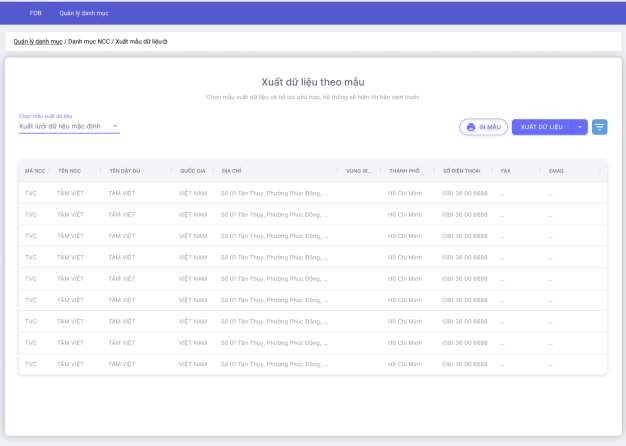 FDB Quản lý danh mục
Quản lý danh mục / Danh mục NCC / Xuất mẫu dữ liệu
Xuất dữ liệu theo mẫu
Chọn mẫu xuất dữ liệu và bộ lọc phù hợp, hệ thống sẽ hiển thị bản xem trước
Chọn mẫu xuất dữ liệu
Xuất lưới dữ liệu mặc định
IN MẪU XUẤT DỮ LIỆU
MÃ NCC TÊN NCC TÊN ĐẦY ĐỦ QUỐC GIA ĐỊA CHỈ VÙNG ĐỊ... THÀNH PHỐ SỐ ĐIỆN THOẠI FAX EMAIL
TVC TÂM VIỆT TÂM VIỆT VIỆT NAM Số 01 Tân Thụy, Phường Phúc Đồng, ... Hồ Chí Minh (08) 36 00 8888 ... ...
TVC TÂM VIỆT TÂM VIỆT VIỆT NAM Số 01 Tân Thụy, Phường Phúc Đồng, ... Hồ Chí Minh (08) 36 00 8888 ... ...
TVC TÂM VIỆT TÂM VIỆT VIỆT NAM Số 01 Tân Thụy, Phường Phúc Đồng, ... Hồ Chí Minh (08) 36 00 8888 ... ...
TVC TÂM VIỆT TÂM VIỆT VIỆT NAM Số 01 Tân Thụy, Phường Phúc Đồng, ... Hồ Chí Minh (08) 36 00 8888 ... ...
TVC TÂM VIỆT TÂM VIỆT VIỆT NAM Số 01 Tân Thụy, Phường Phúc Đồng, ... Hồ Chí Minh (08) 36 00 8888 ... ...
TVC TÂM VIỆT TÂM VIỆT VIỆT NAM Số 01 Tân Thụy, Phường Phúc Đồng, ... Hồ Chí Minh (08) 36 00 8888 ... ...
TVC TÂM VIỆT TÂM VIỆT VIỆT NAM Số 01 Tân Thụy, Phường Phúc Đồng, ... Hồ Chí Minh (08) 36 00 8888 ... ...
TVC TÂM VIỆT TÂM VIỆT VIỆT NAM Số 01 Tân Thụy, Phường Phúc Đồng, ... Hồ Chí Minh (08) 36 00 8888 ... ...
TVC TÂM VIỆT TÂM VIỆT VIỆT NAM Số 01 Tân Thụy, Phường Phúc Đồng, ... Hồ Chí Minh (08) 36 00 8888 ... ...